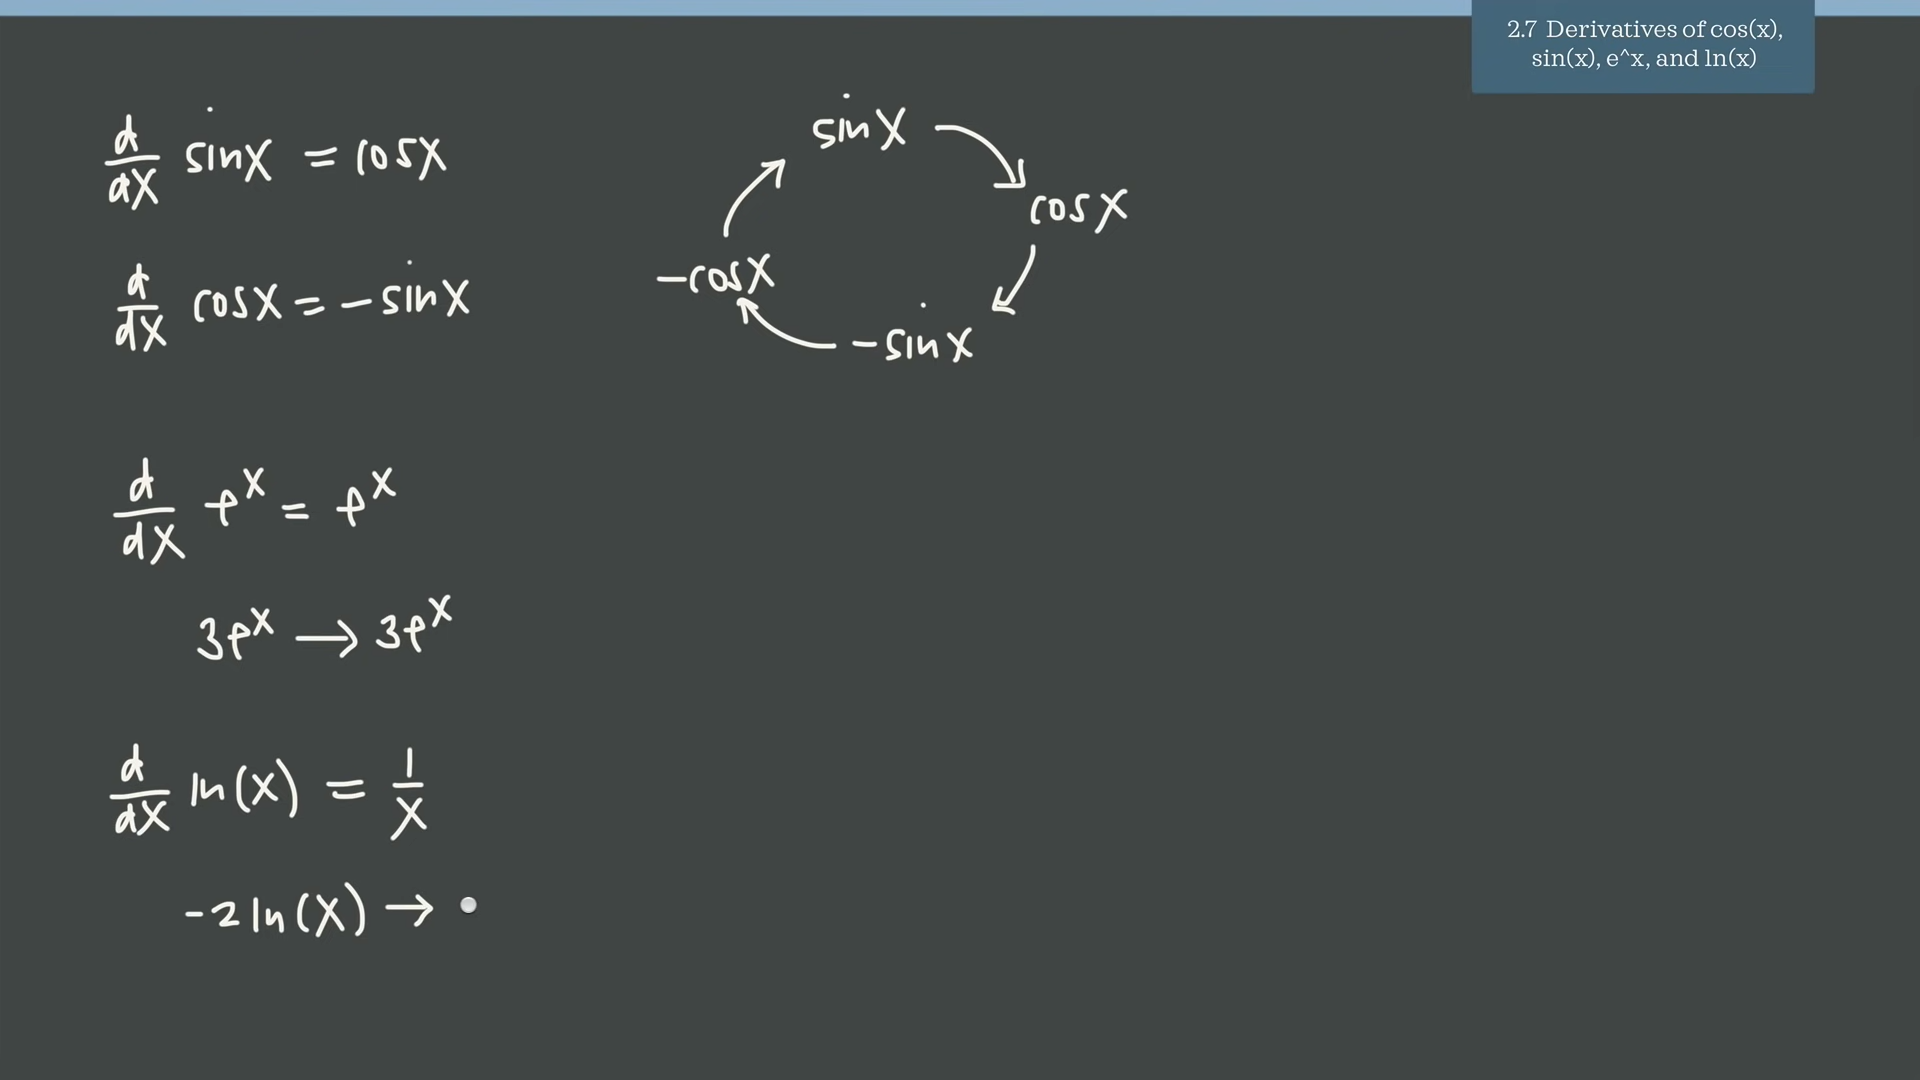 2.7 Derivatives of cos(x),
sin(x), e^x, and ln(x)
d/dx sinx = cosx
d/dx cosx = -sinx
sinx
cosx
-sinx
-cosx
d/dx e^x = e^x
3e^x → 3e^x
d/dx ln(x) = 1/x
-2ln(x) →